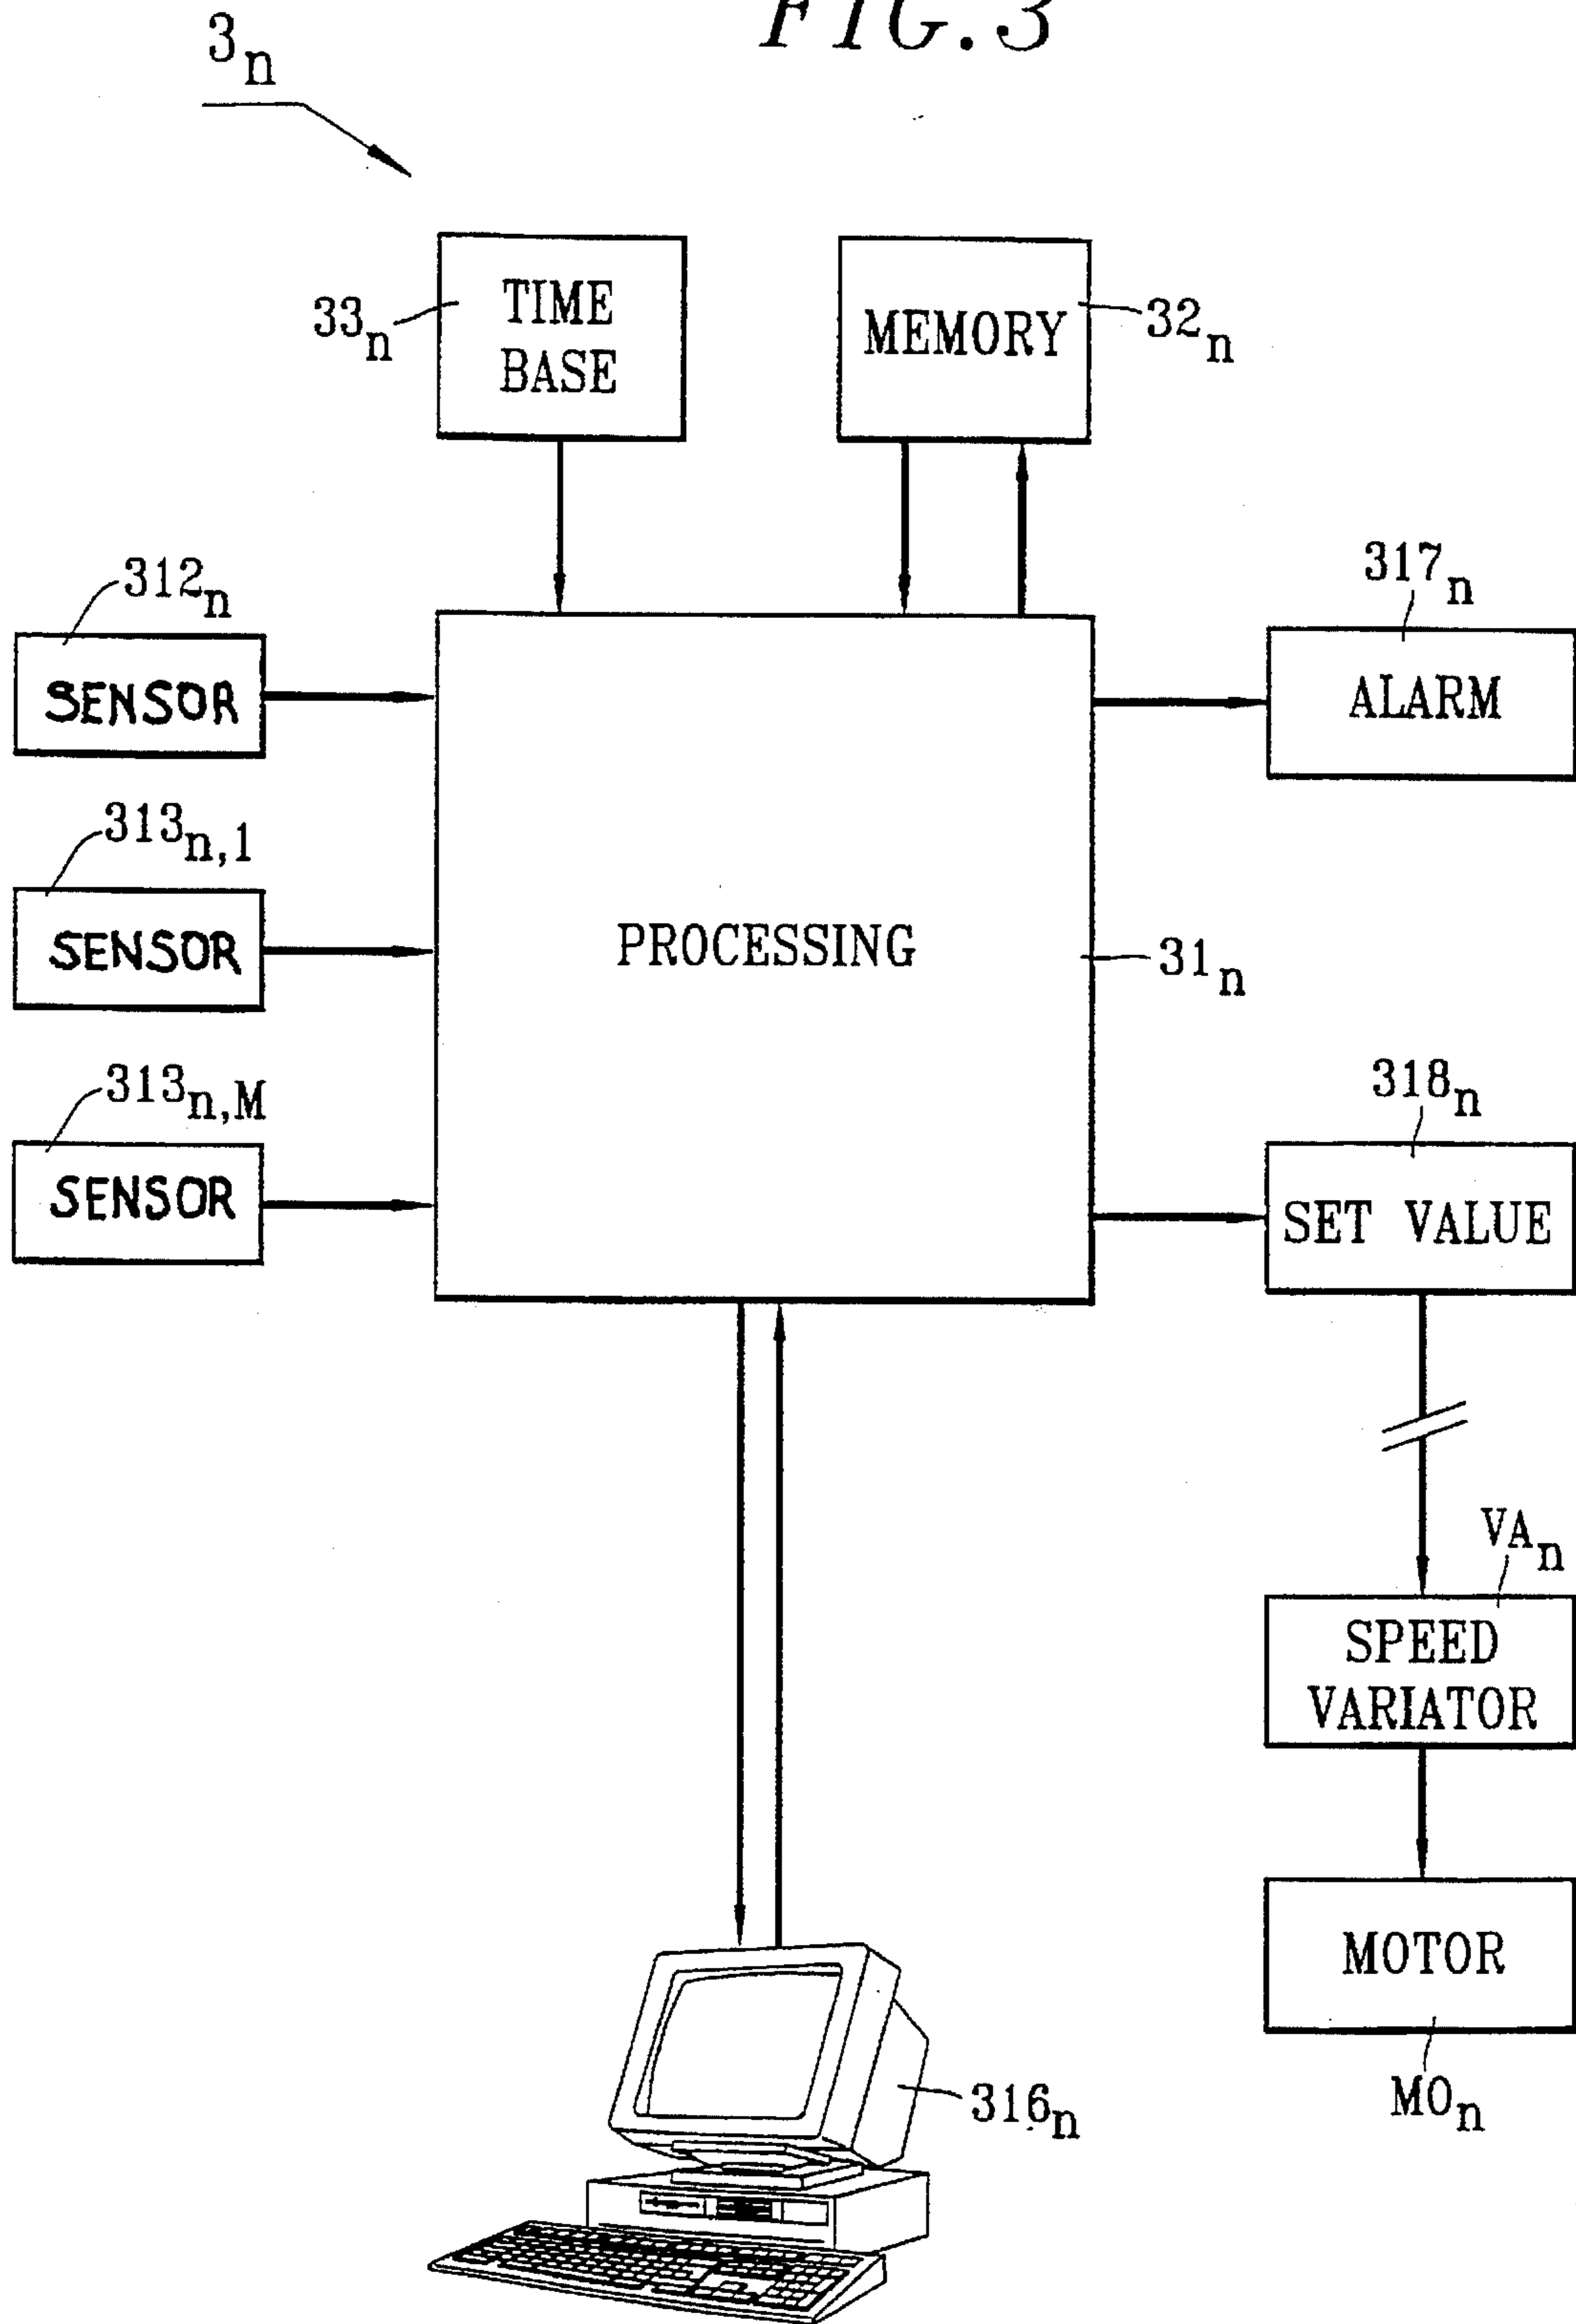 FIG.3
3n
TIME
BASE
33n
MEMORY
32n
312n
SENSOR
317n
ALARM
313n,1
SENSOR
PROCESSING
31n
313n,M
SENSOR
318n
SET VALUE
VAn
SPEED
VARIATOR
MOTOR
MOn
316n